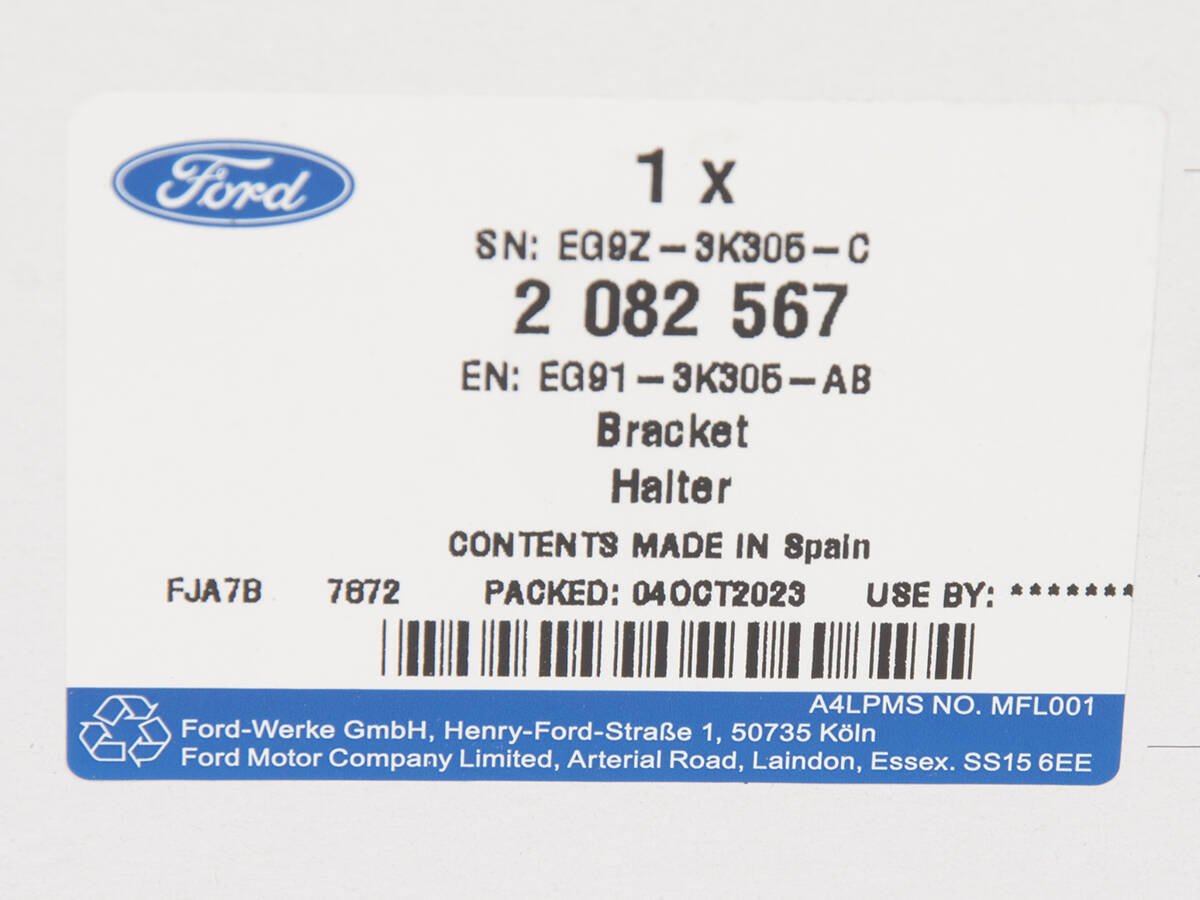 Ford
1 x
SN: EG9Z-3K305-C
2 082 567
EN: EG91-3K305-AB
Bracket
Halter
CONTENTS MADE IN Spain
FJA7B 7872 PACKED: 04OCT2023 USE BY: *******
A4LPMS NO. MFL001
Ford-Werke GmbH, Henry-Ford-Straße 1, 50735 Köln
Ford Motor Company Limited, Arterial Road, Laindon, Essex. SS15 6EE